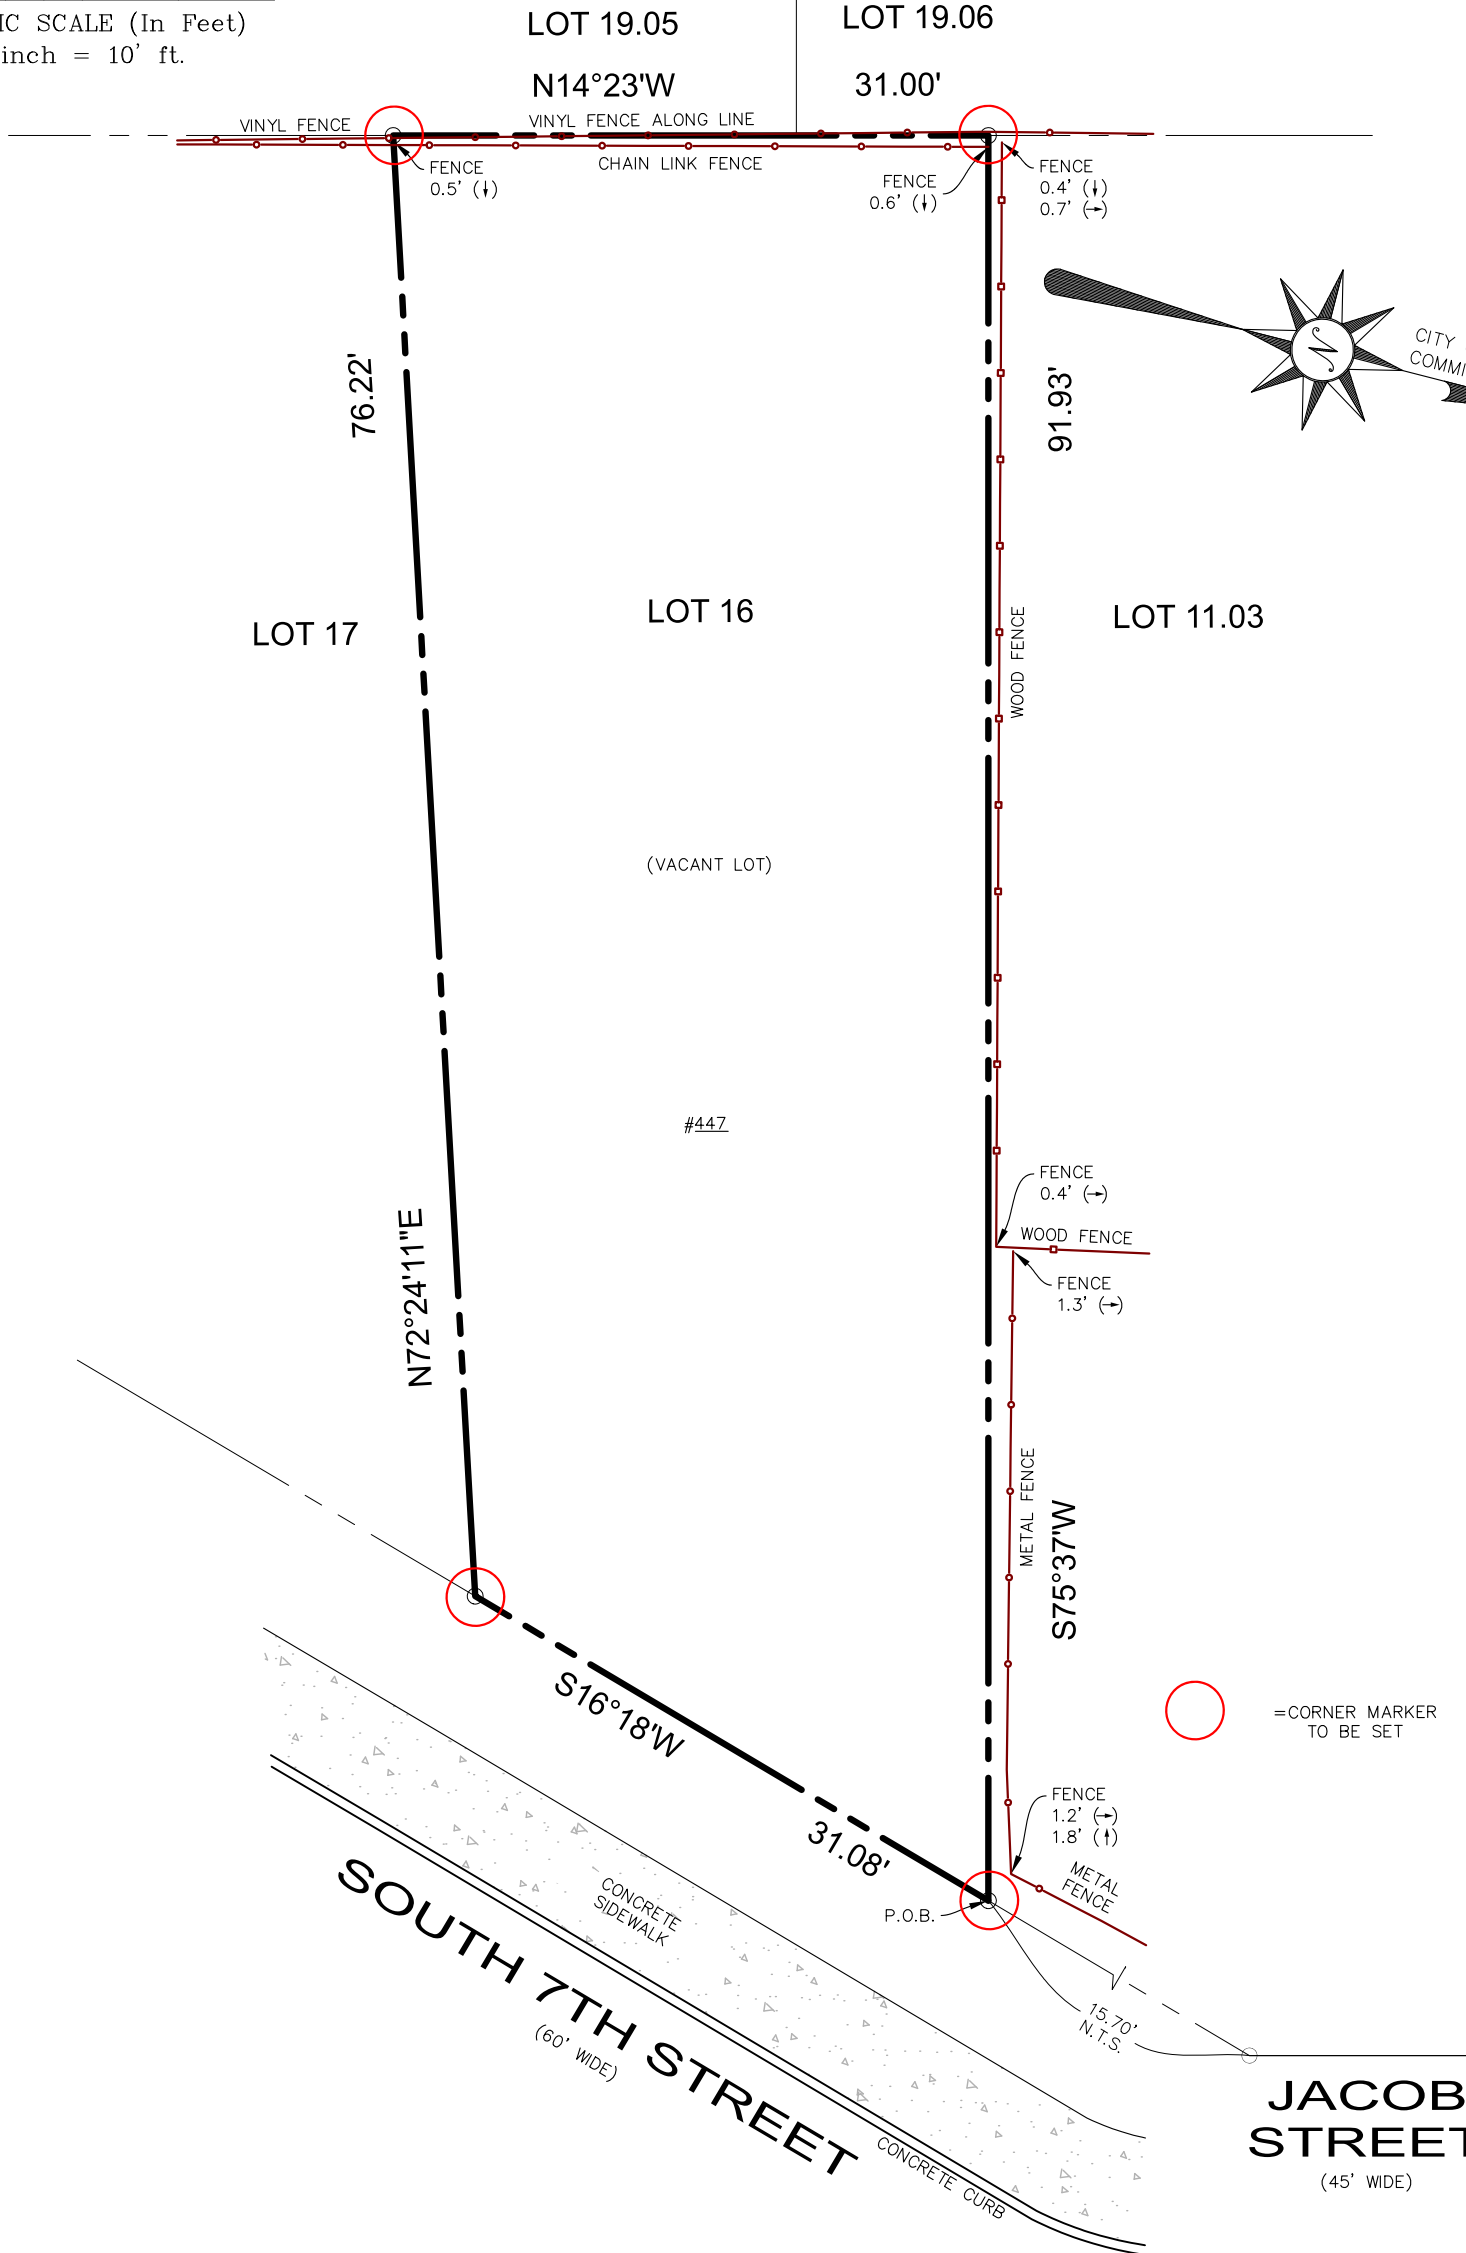 IC SCALE (In Feet)
inch = 10' ft.
LOT 19.05
LOT 19.06
N14°23'W
31.00'
VINYL FENCE
VINYL FENCE ALONG LINE
CHAIN LINK FENCE
FENCE
0.5' (↓)
FENCE
0.6' (↓)
FENCE
0.4' (↓)
0.7' (→)
CITY
COMMI
N
76.22'
91.93'
WOOD FENCE
LOT 17
LOT 16
LOT 11.03
(VACANT LOT)
#447
FENCE
0.4' (→)
WOOD FENCE
FENCE
1.3' (→)
N72°24'11"E
METAL FENCE
S75°37'W
S16°18'W
31.08'
=CORNER MARKER
TO BE SET
FENCE
1.2' (→)
1.8' (↑)
METAL
FENCE
P.O.B.
CONCRETE
SIDEWALK
SOUTH 7TH STREET
(60' WIDE)
15.70'
N.T.S.
CONCRETE CURB
JACOB
STREET
(45' WIDE)